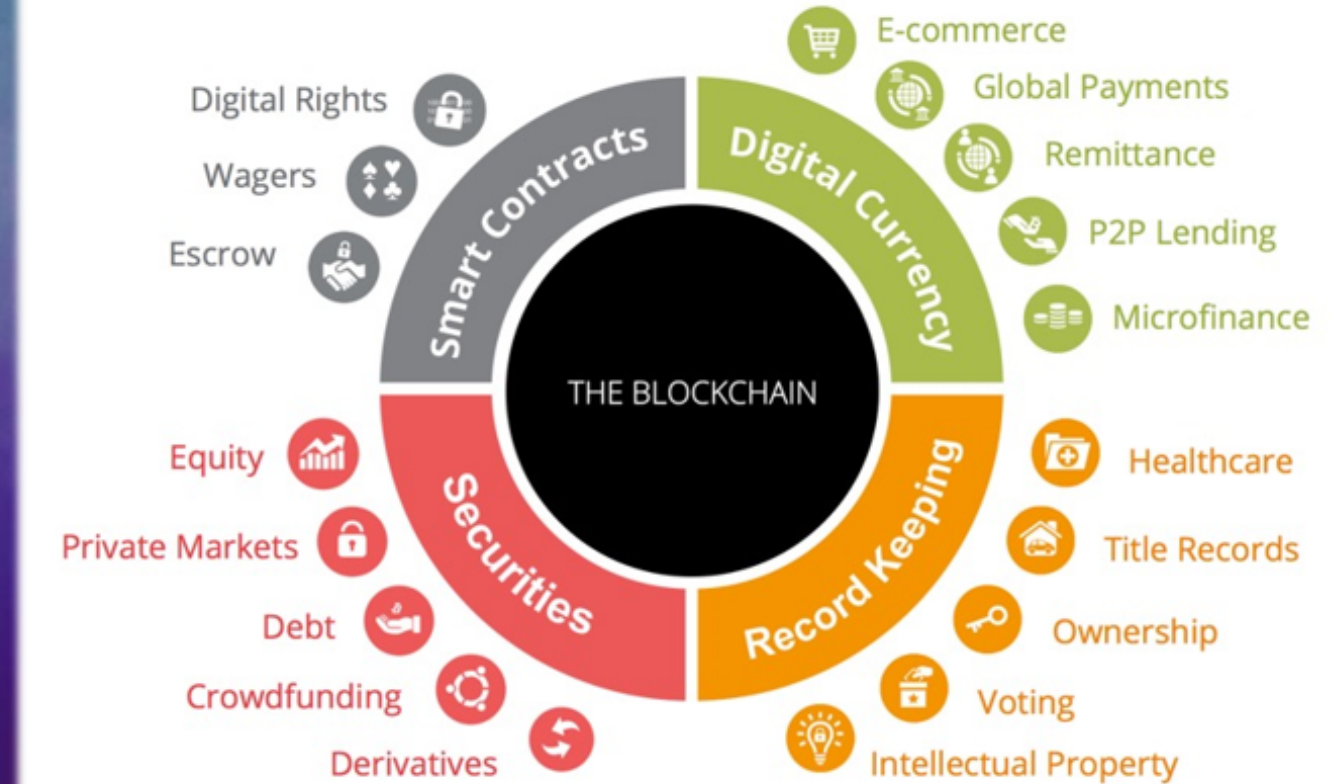 E-commerce
Global Payments
Remittance
P2P Lending
Microfinance
Digital Currency
Digital Rights
Wagers
Escrow
Smart Contracts
THE BLOCKCHAIN
Equity
Private Markets
Debt
Crowdfunding
Derivatives
Securities
Healthcare
Title Records
Ownership
Voting
Intellectual Property
Record Keeping